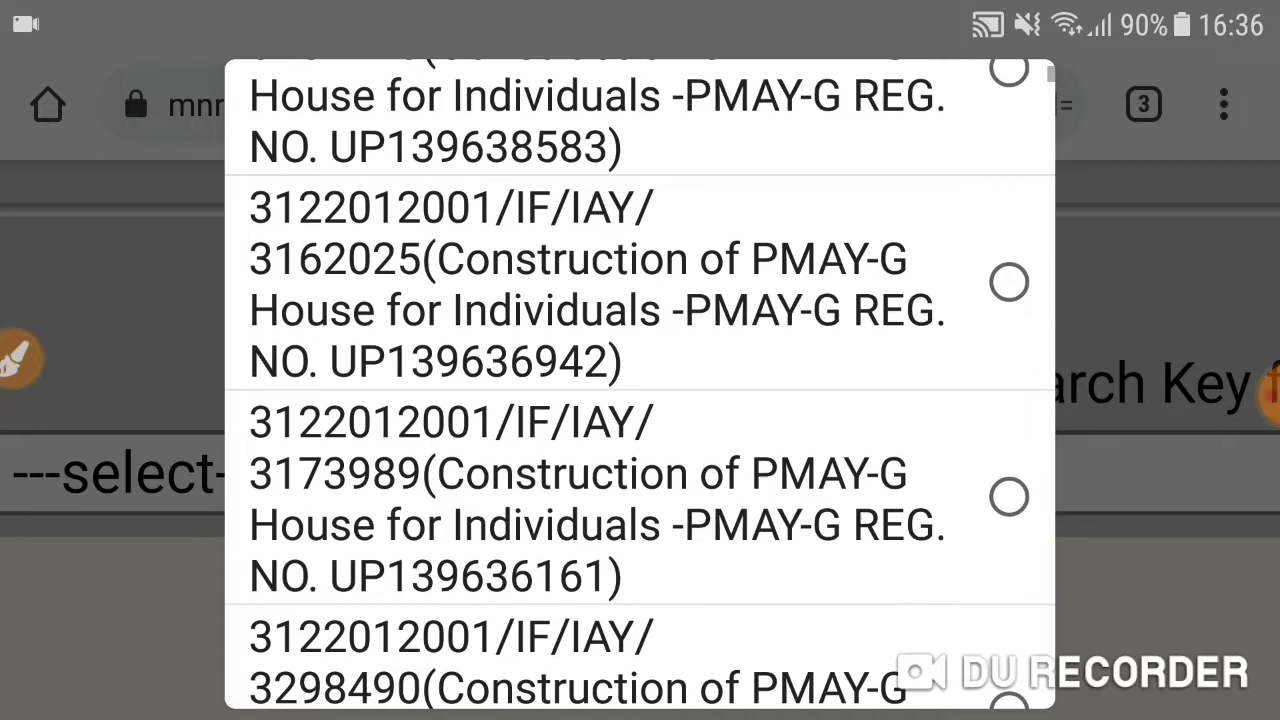 90% 16:36
mnr
3
House for Individuals -PMAY-G REG.
NO. UP139638583)
3122012001/IF/IAY/
3162025(Construction of PMAY-G
House for Individuals -PMAY-G REG.
NO. UP139636942)
arch Key f
---select-
3122012001/IF/IAY/
3173989(Construction of PMAY-G
House for Individuals -PMAY-G REG.
NO. UP139636161)
3122012001/IF/IAY/
3298490(Construction of PMAY-G
DU RECORDER